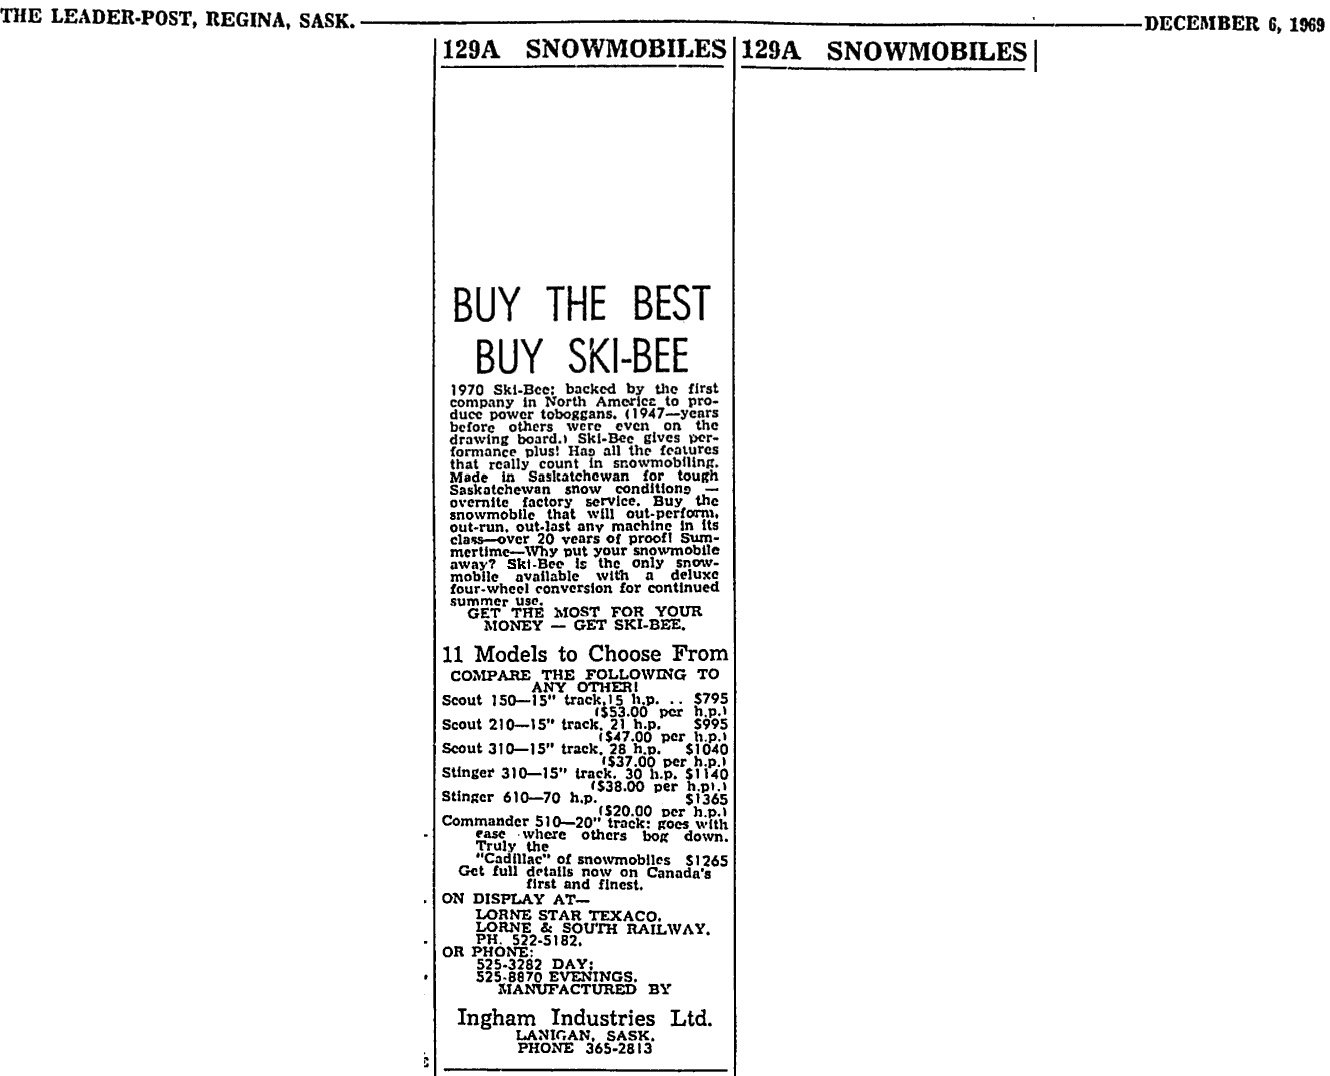 THE LEADER-POST, REGINA, SASK. DECEMBER 6, 1969
129A SNOWMOBILES
129A SNOWMOBILES
BUY THE BEST
BUY SKI-BEE
1970 Ski-Bee; backed by the first
company in North America to pro-
duce power toboggans. (1947—years
before others were even on the
drawing board.) Ski-Bee gives per-
formance plus! Has all the features
that really count in snowmobiling.
Made in Saskatchewan for tough
Saskatchewan snow conditions —
overnite factory service. Buy the
snowmobile that will out-perform,
out-run, out-last any machine in its
class—over 20 years of proof! Sum-
mertime—Why put your snowmobile
away? Ski-Bee is the only snow-
mobile available with a deluxe
four-wheel conversion for continued
summer use.
GET THE MOST FOR YOUR
MONEY — GET SKI-BEE.
11 Models to Choose From
COMPARE THE FOLLOWING TO
ANY OTHER!
Scout 150—15" track,15 h.p. .. $795
($53.00 per h.p.)
Scout 210—15" track, 21 h.p. $995
($47.00 per h.p.)
Scout 310—15" track, 28 h.p. $1040
($37.00 per h.p.)
Stinger 310—15" track, 30 h.p. $1140
($38.00 per h.p).)
Stinger 610—70 h.p. $1365
($20.00 per h.p.)
Commander 510—20" track; goes with
ease where others bog down.
Truly the
"Cadillac" of snowmobiles $1265
Get full details now on Canada's
first and finest.
ON DISPLAY AT—
LORNE STAR TEXACO,
LORNE & SOUTH RAILWAY.
PH. 522-5182.
OR PHONE:
525-3282 DAY;
525-8870 EVENINGS.
MANUFACTURED BY
Ingham Industries Ltd.
LANIGAN, SASK.
PHONE 365-2813